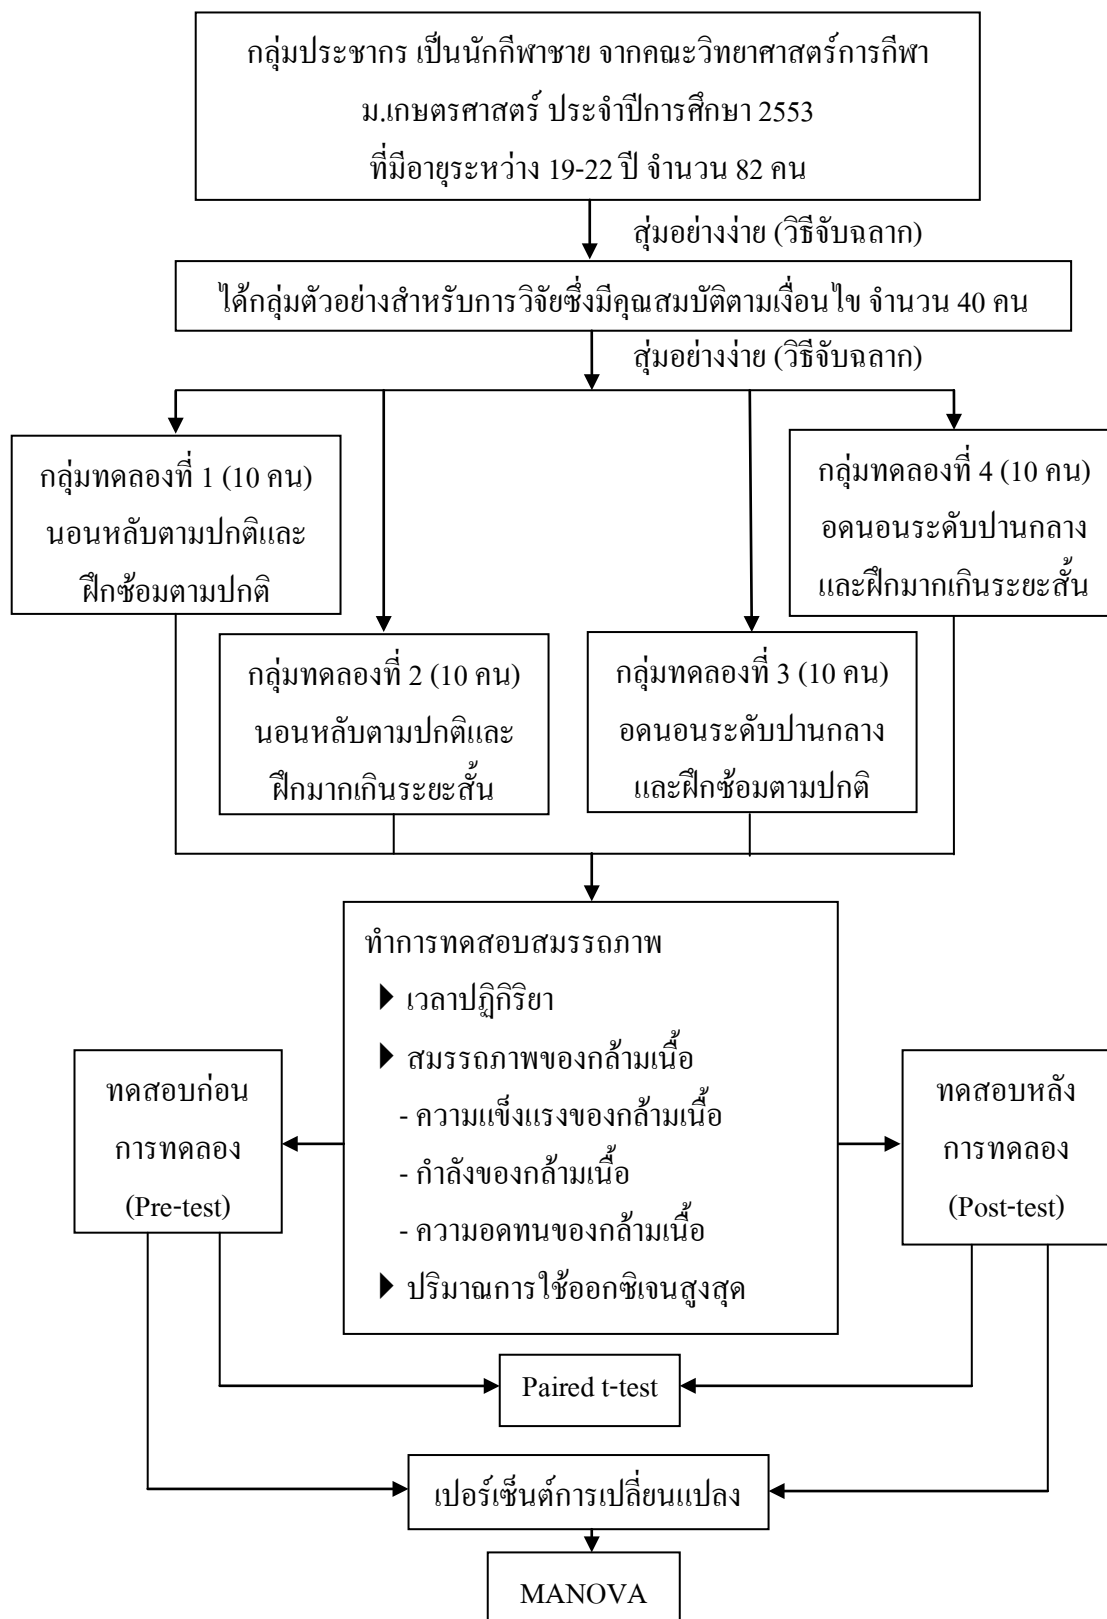 กลุ่มประชากร เป็นนักกีฬาชาย จากคณะวิทยาศาสตร์การกีฬา
ม.เกษตรศาสตร์ ประจำปีการศึกษา 2553
ที่มีอายุระหว่าง 19-22 ปี จำนวน 82 คน
สุ่มอย่างง่าย (วิธีจับฉลาก)
ได้กลุ่มตัวอย่างสำหรับการวิจัยซึ่งมีคุณสมบัติตามเงื่อนไข จำนวน 40 คน
สุ่มอย่างง่าย (วิธีจับฉลาก)
กลุ่มทดลองที่ 1 (10 คน)
นอนหลับตามปกติและ
ฝึกซ้อมตามปกติ
กลุ่มทดลองที่ 2 (10 คน)
นอนหลับตามปกติและ
ฝึกมากเกินระยะสั้น
กลุ่มทดลองที่ 3 (10 คน)
อดนอนระดับปานกลาง
และฝึกซ้อมตามปกติ
กลุ่มทดลองที่ 4 (10 คน)
อดนอนระดับปานกลาง
และฝึกมากเกินระยะสั้น
ทำการทดสอบสมรรถภาพ
เวลาปฏิกิริยา
สมรรถภาพของกล้ามเนื้อ
- ความแข็งแรงของกล้ามเนื้อ
- กำลังของกล้ามเนื้อ
- ความอดทนของกล้ามเนื้อ
ปริมาณการใช้ออกซิเจนสูงสุด
ทดสอบก่อน
การทดลอง
(Pre-test)
ทดสอบหลัง
การทดลอง
(Post-test)
Paired t-test
เปอร์เซ็นต์การเปลี่ยนแปลง
MANOVA